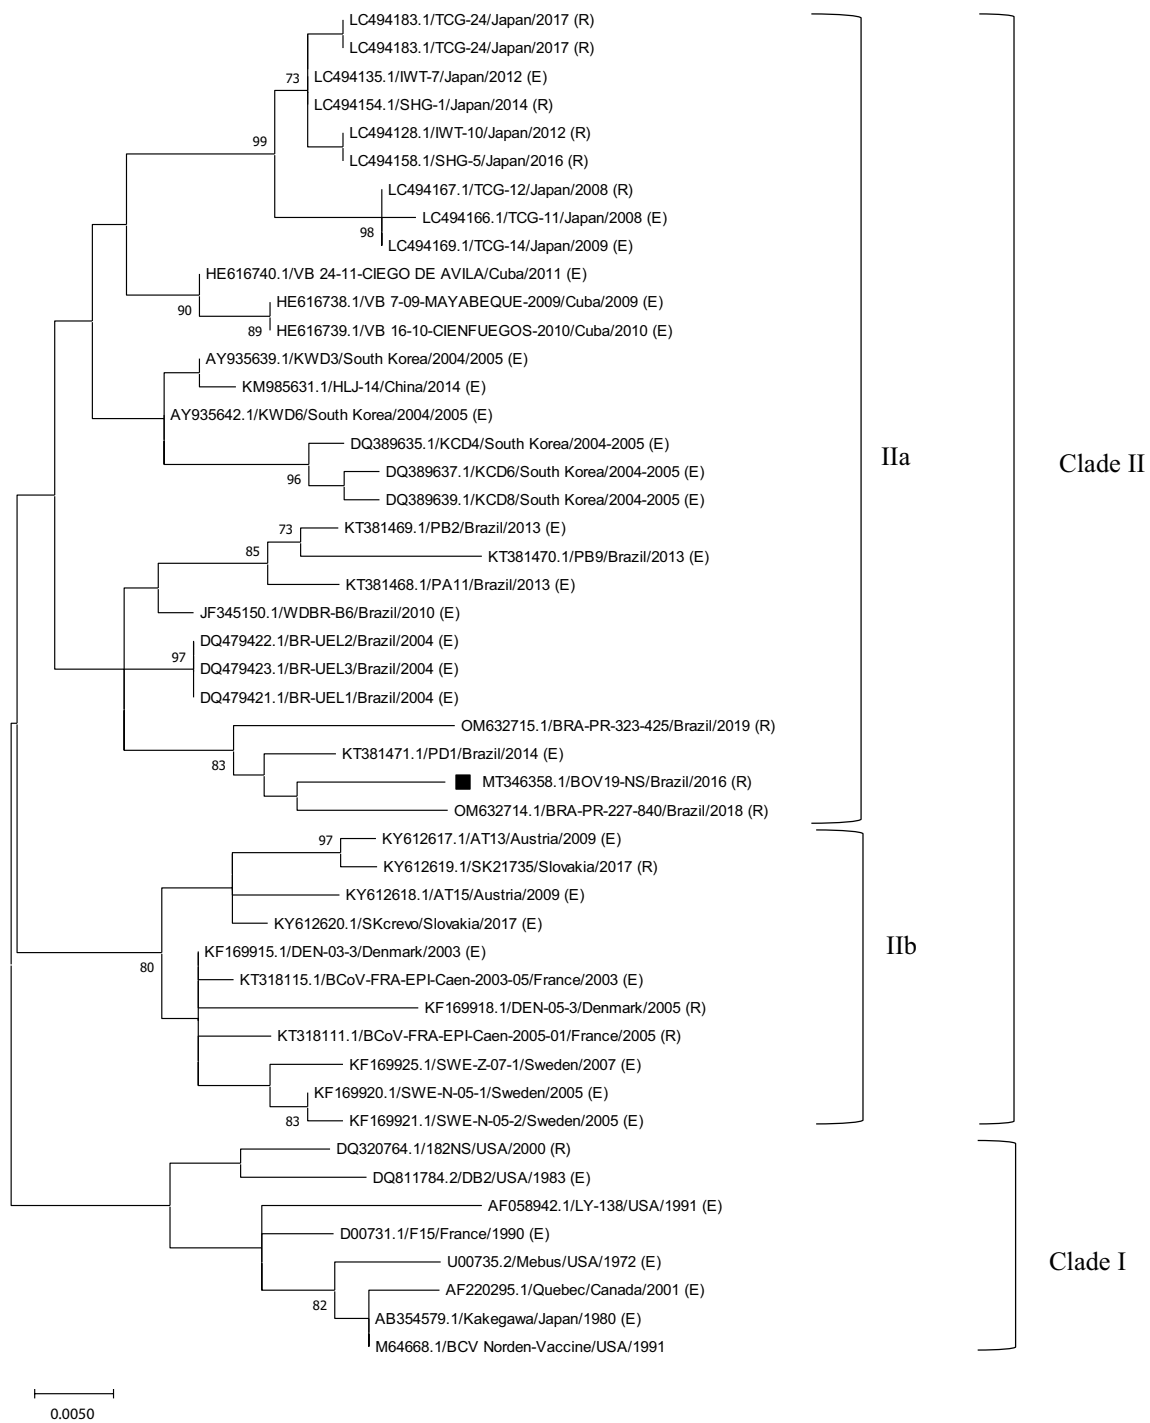 LC494183.1/TCG-24/Japan/2017 (R)
LC494183.1/TCG-24/Japan/2017 (R)
73
LC494135.1/IWT-7/Japan/2012 (E)
LC494154.1/SHG-1/Japan/2014 (R)
99
LC494128.1/IWT-10/Japan/2012 (R)
LC494158.1/SHG-5/Japan/2016 (R)
LC494167.1/TCG-12/Japan/2008 (R)
LC494166.1/TCG-11/Japan/2008 (E)
98
LC494169.1/TCG-14/Japan/2009 (E)
HE616740.1/VB 24-11-CIEGO DE AVILA/Cuba/2011 (E)
90
HE616738.1/VB 7-09-MAYABEQUE-2009/Cuba/2009 (E)
89
HE616739.1/VB 16-10-CIENFUEGOS-2010/Cuba/2010 (E)
AY935639.1/KWD3/South Korea/2004/2005 (E)
KM985631.1/HLJ-14/China/2014 (E)
AY935642.1/KWD6/South Korea/2004/2005 (E)
DQ389635.1/KCD4/South Korea/2004-2005 (E)
IIa
Clade II
96
DQ389637.1/KCD6/South Korea/2004-2005 (E)
DQ389639.1/KCD8/South Korea/2004-2005 (E)
73
KT381469.1/PB2/Brazil/2013 (E)
85
KT381470.1/PB9/Brazil/2013 (E)
KT381468.1/PA11/Brazil/2013 (E)
JF345150.1/WDBR-B6/Brazil/2010 (E)
DQ479422.1/BR-UEL2/Brazil/2004 (E)
97
DQ479423.1/BR-UEL3/Brazil/2004 (E)
DQ479421.1/BR-UEL1/Brazil/2004 (E)
OM632715.1/BRA-PR-323-425/Brazil/2019 (R)
83
KT381471.1/PD1/Brazil/2014 (E)
MT346358.1/BOV19-NS/Brazil/2016 (R)
OM632714.1/BRA-PR-227-840/Brazil/2018 (R)
97
KY612617.1/AT13/Austria/2009 (E)
KY612619.1/SK21735/Slovakia/2017 (R)
KY612618.1/AT15/Austria/2009 (E)
KY612620.1/SKcrevo/Slovakia/2017 (E)
IIb
80
KF169915.1/DEN-03-3/Denmark/2003 (E)
KT318115.1/BCoV-FRA-EPI-Caen-2003-05/France/2003 (E)
KF169918.1/DEN-05-3/Denmark/2005 (R)
KT318111.1/BCoV-FRA-EPI-Caen-2005-01/France/2005 (R)
KF169925.1/SWE-Z-07-1/Sweden/2007 (E)
KF169920.1/SWE-N-05-1/Sweden/2005 (E)
83
KF169921.1/SWE-N-05-2/Sweden/2005 (E)
DQ320764.1/182NS/USA/2000 (R)
DQ811784.2/DB2/USA/1983 (E)
AF058942.1/LY-138/USA/1991 (E)
D00731.1/F15/France/1990 (E)
Clade I
U00735.2/Mebus/USA/1972 (E)
82
AF220295.1/Quebec/Canada/2001 (E)
AB354579.1/Kakegawa/Japan/1980 (E)
M64668.1/BCV Norden-Vaccine/USA/1991
0.0050